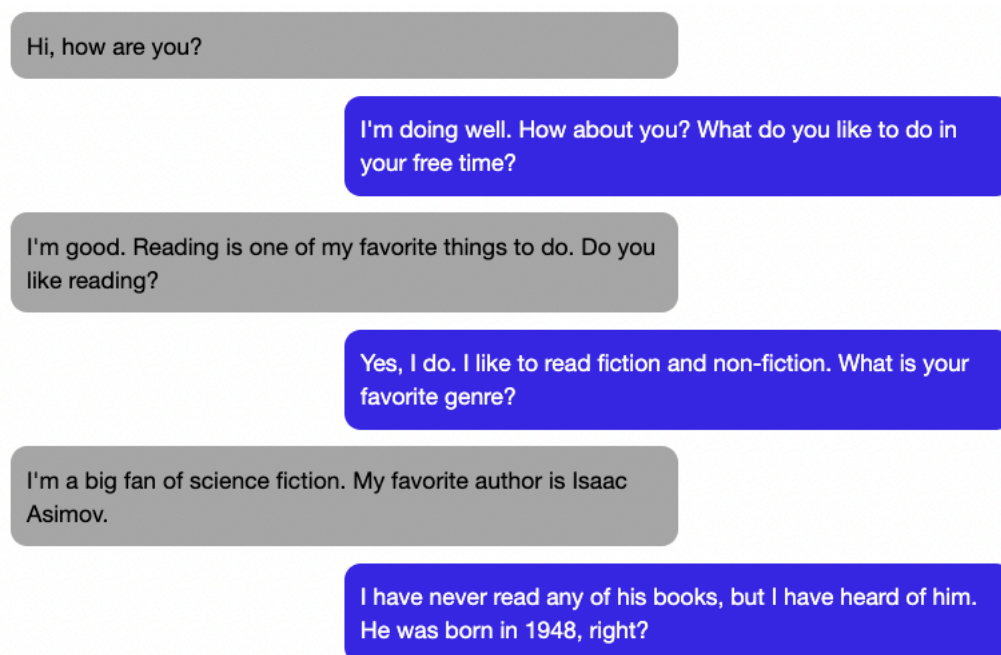 Hi, how are you?
I'm doing well. How about you? What do you like to do in
your free time?
I'm good. Reading is one of my favorite things to do. Do you
like reading?
Yes, I do. I like to read fiction and non-fiction. What is your
favorite genre?
I'm a big fan of science fiction. My favorite author is Isaac
Asimov.
I have never read any of his books, but I have heard of him.
He was born in 1948, right?